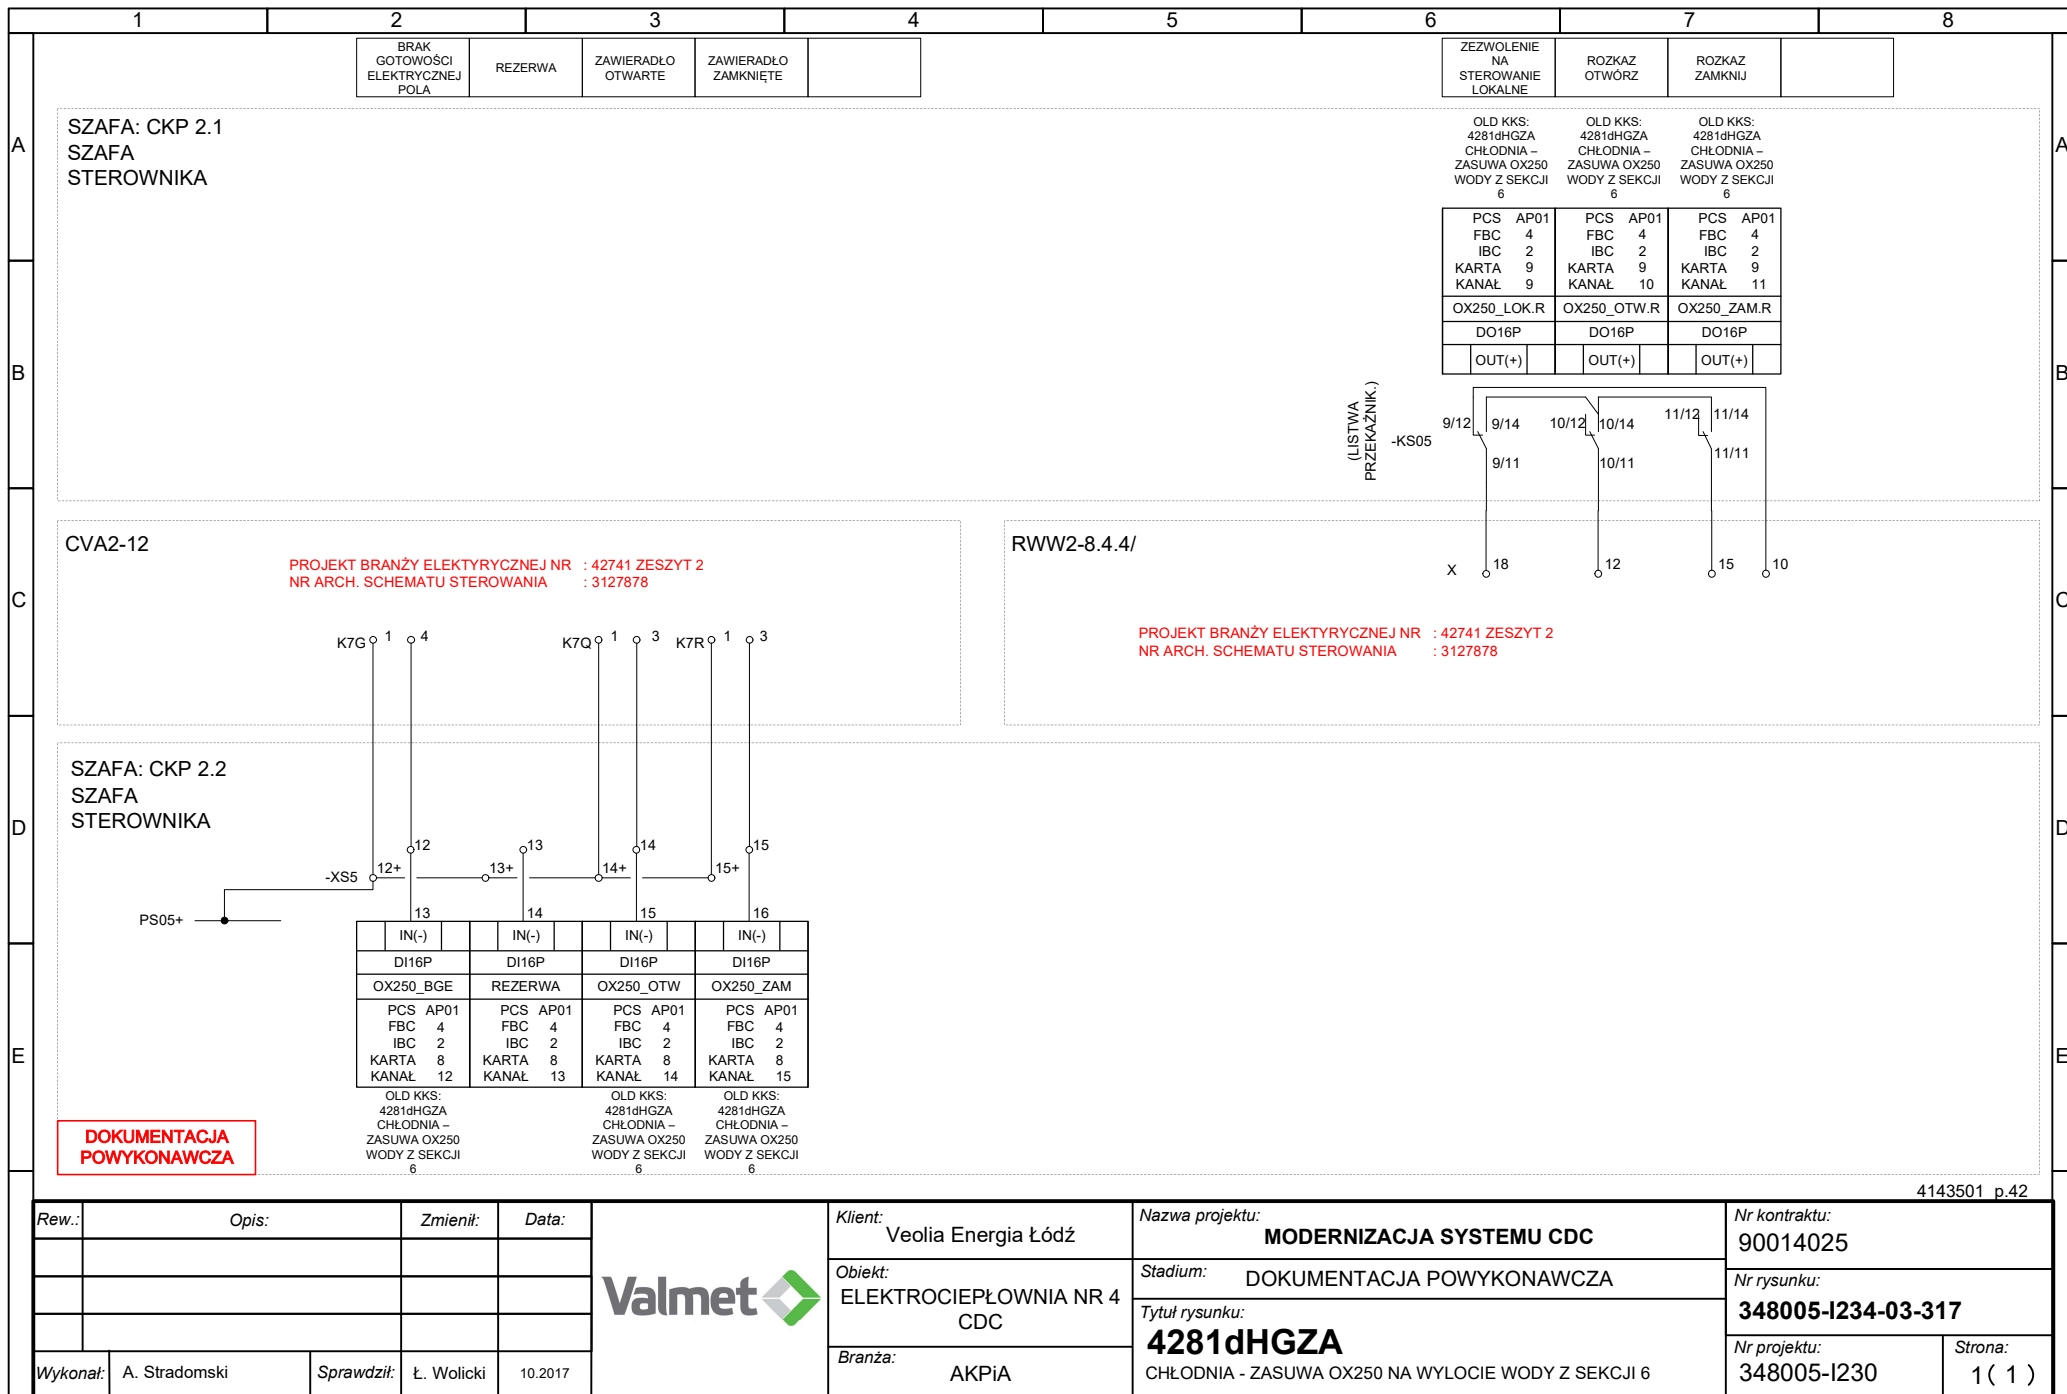 1 2 3 4 5 6 7 8
BRAK GOTOWOŚCI ELEKTRYCZNEJ POLA
REZERWA
ZAWIERADŁO OTWARTE
ZAWIERADŁO ZAMKNIĘTE
ZEZWOLENIE NA STEROWANIE LOKALNE
ROZKAZ OTWÓRZ
ROZKAZ ZAMKNIJ
A A
B B
C C
D D
E E
SZAFA: CKP 2.1
SZAFA
STEROWNIKA
OLD KKS: OLD KKS: OLD KKS:
4281dHGZA 4281dHGZA 4281dHGZA
CHŁODNIA – CHŁODNIA – CHŁODNIA –
ZASUWA OX250 ZASUWA OX250 ZASUWA OX250
WODY Z SEKCJI WODY Z SEKCJI WODY Z SEKCJI
6 6 6
PCS AP01 PCS AP01 PCS AP01
FBC 4 FBC 4 FBC 4
IBC 2 IBC 2 IBC 2
KARTA 9 KARTA 9 KARTA 9
KANAŁ 9 KANAŁ 10 KANAŁ 11
OX250_LOK.R OX250_OTW.R OX250_ZAM.R
DO16P DO16P DO16P
OUT(+) OUT(+) OUT(+)
(LISTWA PRZEKAŹNIK.)
-KS05
9/12 9/14 10/12 10/14 11/12 11/14
9/11 10/11 11/11
CVA2-12
PROJEKT BRANŻY ELEKTYRYCZNEJ NR : 42741 ZESZYT 2
NR ARCH. SCHEMATU STEROWANIA : 3127878
K7G 1 4 K7Q 1 3 K7R 1 3
RWW2-8.4.4/
X 18 12 15 10
PROJEKT BRANŻY ELEKTYRYCZNEJ NR : 42741 ZESZYT 2
NR ARCH. SCHEMATU STEROWANIA : 3127878
SZAFA: CKP 2.2
SZAFA
STEROWNIKA
12 13 14 15
-XS5 12+ 13+ 14+ 15+
PS05+
13 14 15 16
IN(-) IN(-) IN(-) IN(-)
DI16P DI16P DI16P DI16P
OX250_BGE REZERWA OX250_OTW OX250_ZAM
PCS AP01 PCS AP01 PCS AP01 PCS AP01
FBC 4 FBC 4 FBC 4 FBC 4
IBC 2 IBC 2 IBC 2 IBC 2
KARTA 8 KARTA 8 KARTA 8 KARTA 8
KANAŁ 12 KANAŁ 13 KANAŁ 14 KANAŁ 15
OLD KKS: OLD KKS: OLD KKS:
4281dHGZA 4281dHGZA 4281dHGZA
CHŁODNIA – CHŁODNIA – CHŁODNIA –
ZASUWA OX250 ZASUWA OX250 ZASUWA OX250
WODY Z SEKCJI WODY Z SEKCJI WODY Z SEKCJI
6 6 6
DOKUMENTACJA
POWYKONAWCZA
4143501 p.42
Rew.: Opis: Zmienił: Data:
Wykonał: A. Stradomski Sprawdził: Ł. Wolicki 10.2017
Valmet
Klient:
Veolia Energia Łódź
Obiekt:
ELEKTROCIEPŁOWNIA NR 4
CDC
Branża:
AKPiA
Nazwa projektu:
MODERNIZACJA SYSTEMU CDC
Stadium: DOKUMENTACJA POWYKONAWCZA
Tytuł rysunku:
4281dHGZA
CHŁODNIA - ZASUWA OX250 NA WYLOCIE WODY Z SEKCJI 6
Nr kontraktu:
90014025
Nr rysunku:
348005-I234-03-317
Nr projektu:
348005-I230
Strona:
1( 1 )